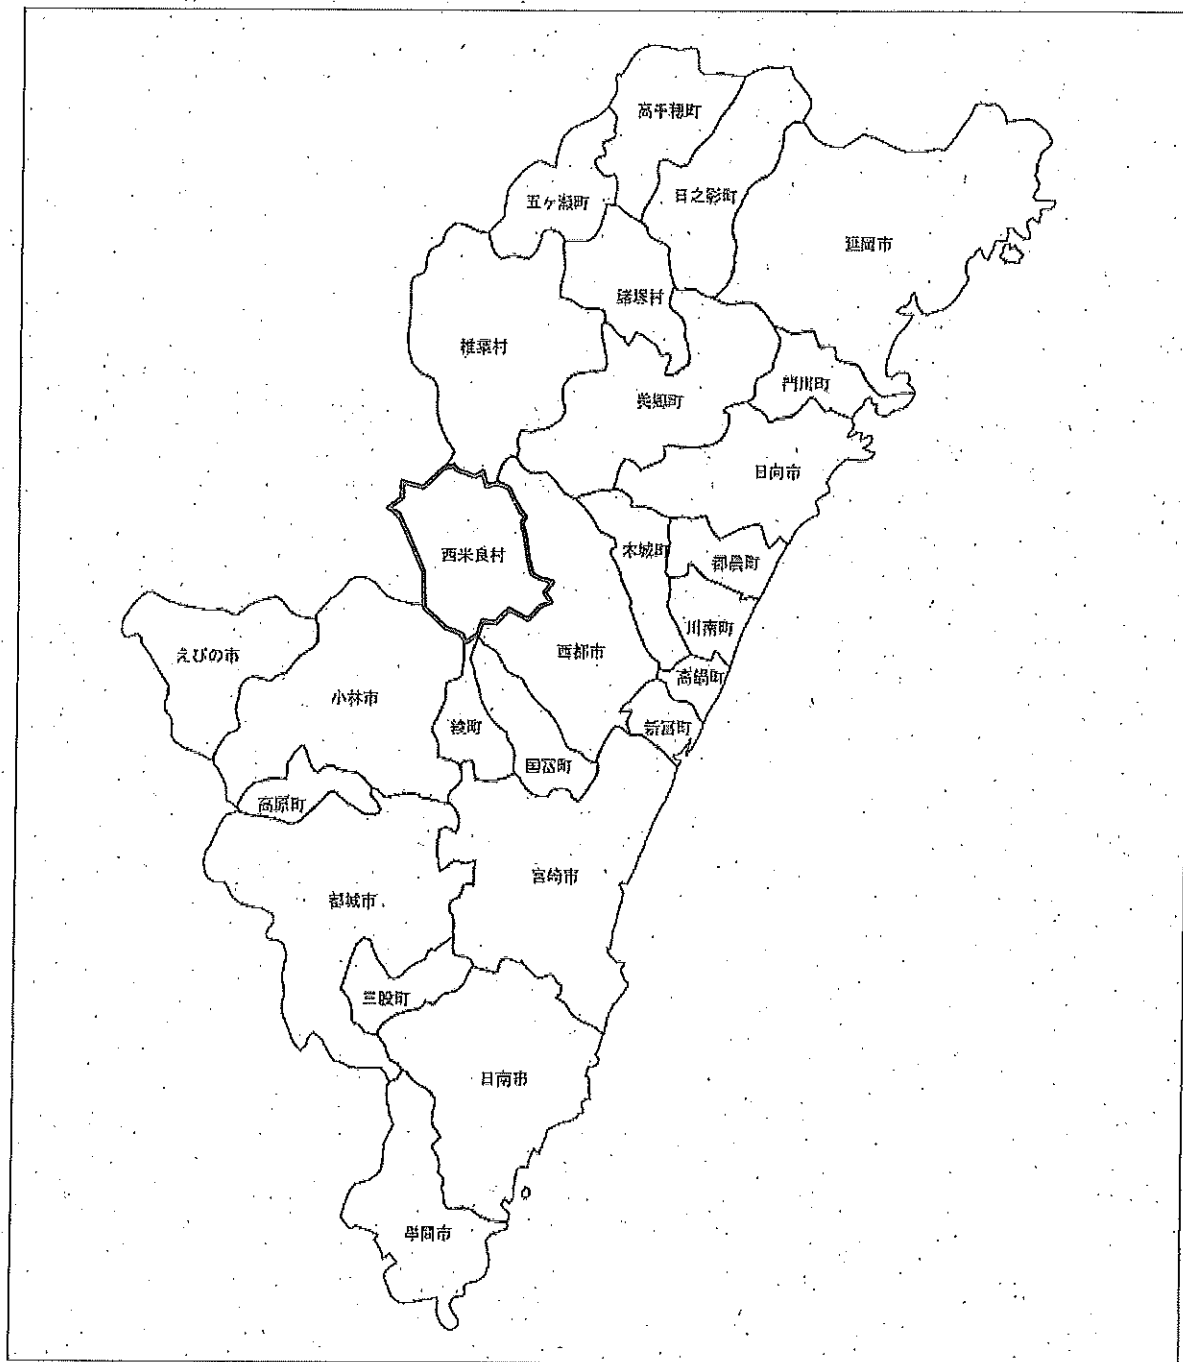 高千穂町
日之影町
五ヶ瀬町
延岡市
諸塚村
椎葉村
門川町
美郷町
日向市
西米良村
木城町
都農町
川南町
西都市
えびの市
高鍋町
小林市
綾町
新富町
国富町
高原町
宮崎市
都城市
三股町
日南市
串間市